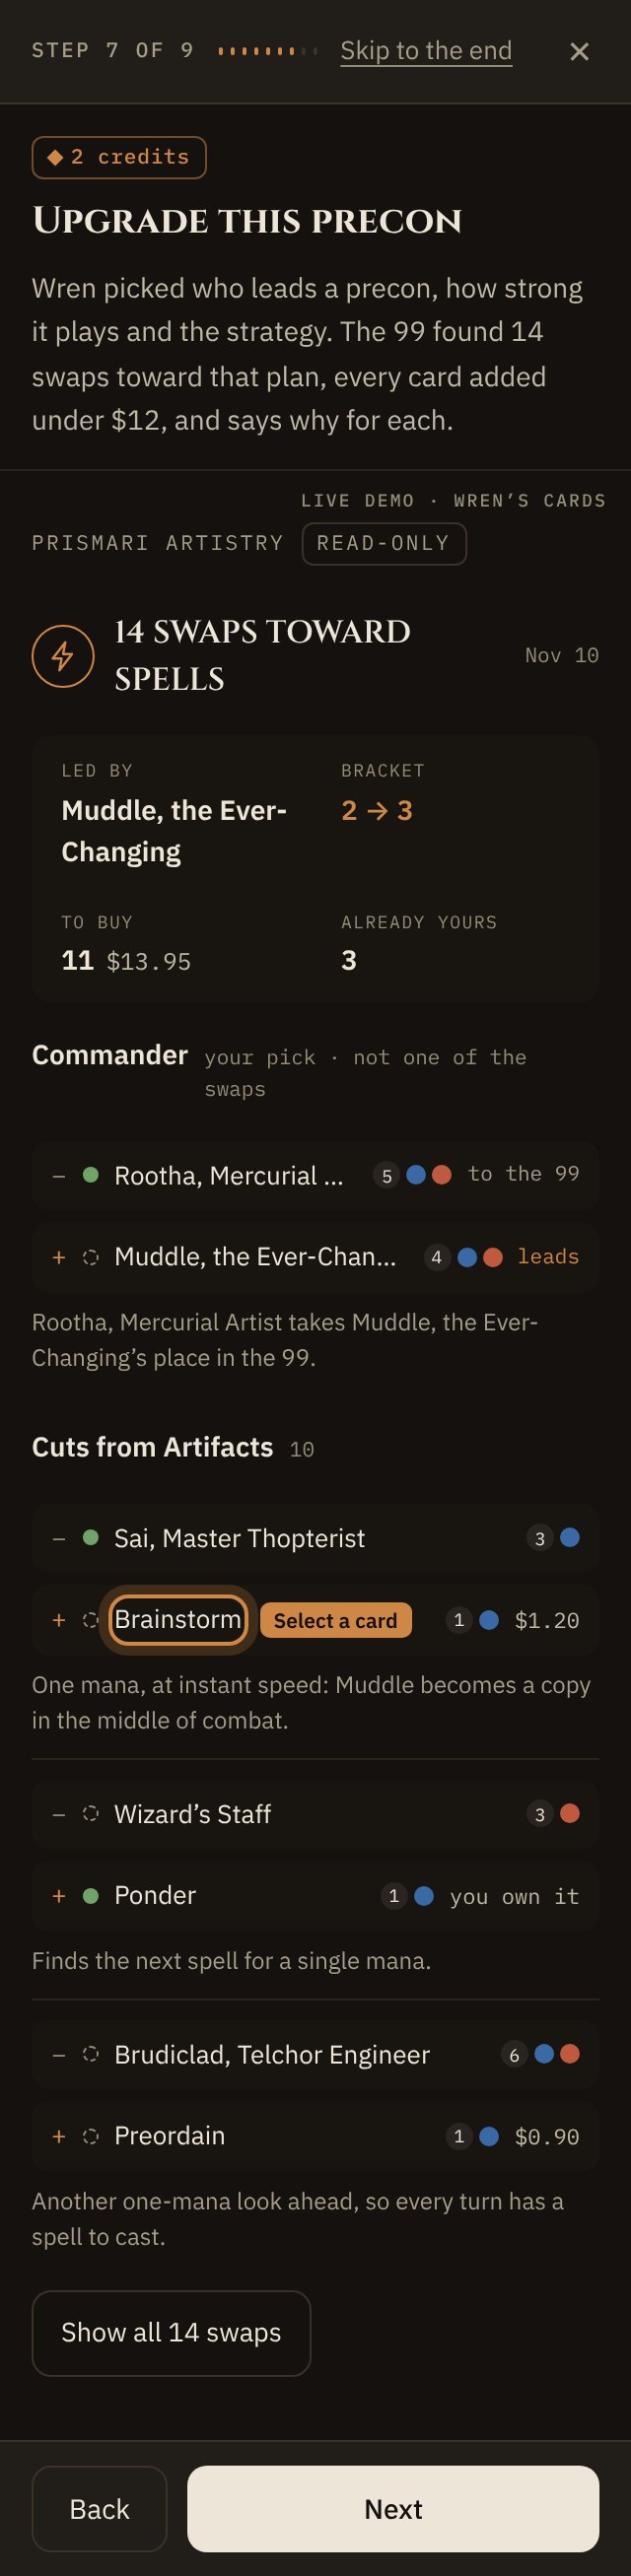 STEP 7 OF 9
Skip to the end
2 credits
Upgrade this precon
Wren picked who leads a precon, how strong
it plays and the strategy. The 99 found 14
swaps toward that plan, every card added
under $12, and says why for each.
LIVE DEMO · WREN’S CARDS
PRISMARI ARTISTRY READ-ONLY
14 SWAPS TOWARD
SPELLS
Nov 10
LED BY
Muddle, the Ever-
Changing
BRACKET
2 → 3
TO BUY
11 $13.95
ALREADY YOURS
3
Commander your pick · not one of the
swaps
– Rootha, Mercurial ... 5 to the 99
+ Muddle, the Ever-Chan... 4 leads
Rootha, Mercurial Artist takes Muddle, the Ever-
Changing’s place in the 99.
Cuts from Artifacts 10
– Sai, Master Thopterist 3
+ Brainstorm Select a card 1 $1.20
One mana, at instant speed: Muddle becomes a copy
in the middle of combat.
– Wizard’s Staff 3
+ Ponder 1 you own it
Finds the next spell for a single mana.
– Brudiclad, Telchor Engineer 6
+ Preordain 1 $0.90
Another one-mana look ahead, so every turn has a
spell to cast.
Show all 14 swaps
Back
Next